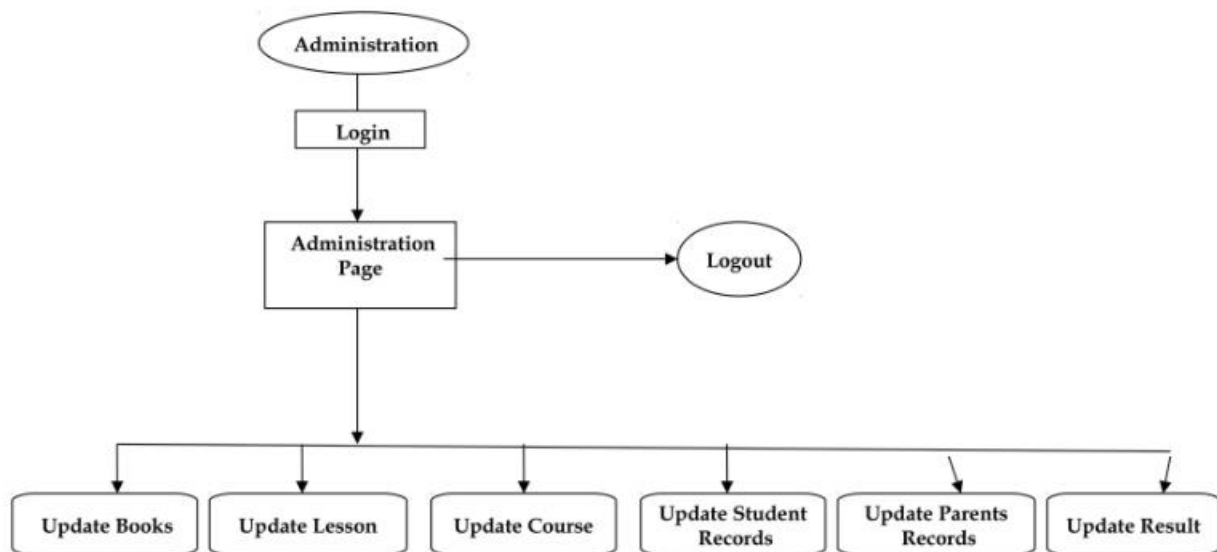 Administration
Login
Administration
Page
Logout
Update Books
Update Lesson
Update Course
Update Student
Records
Update Parents
Records
Update Result